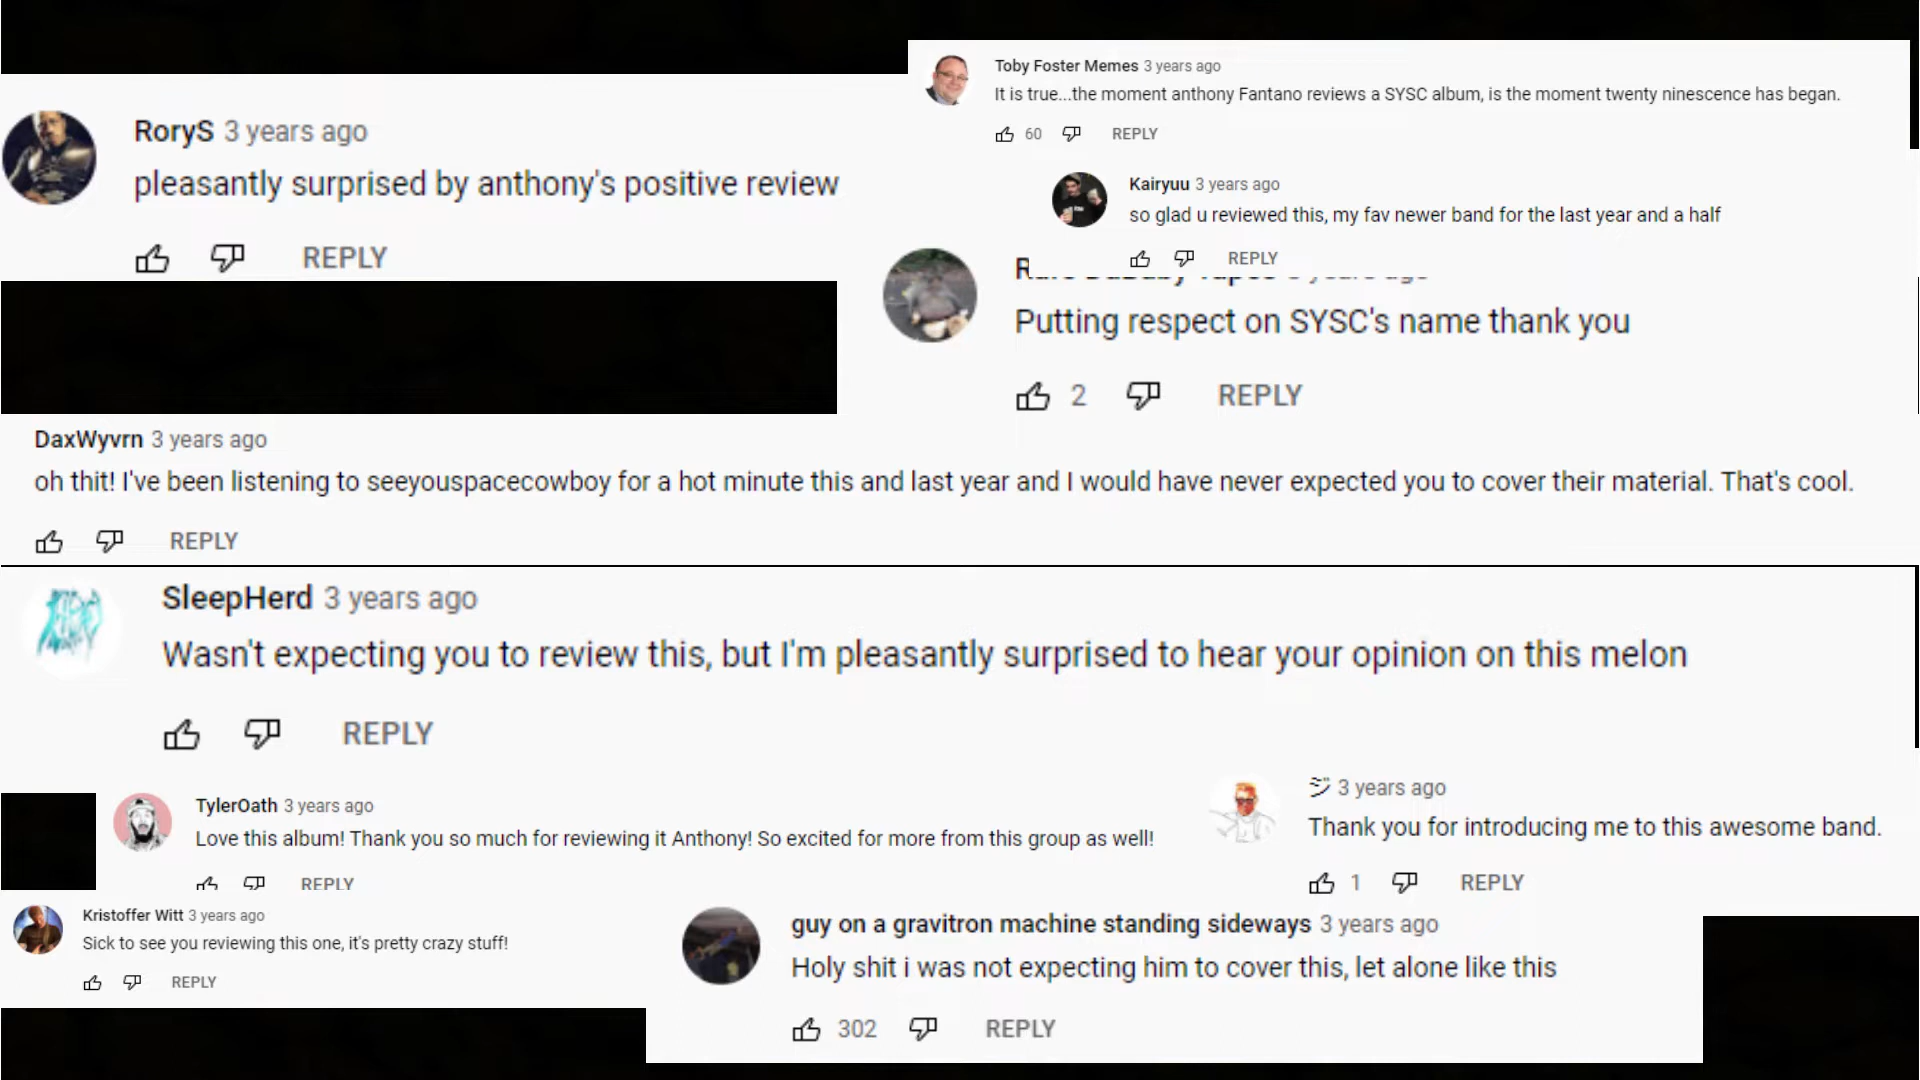 Toby Foster Memes 3 years ago
It is true...the moment anthony Fantano reviews a SYSC album, is the moment twenty ninescence has began.
60 REPLY
RoryS 3 years ago
pleasantly surprised by anthony's positive review
REPLY
Kairyuu 3 years ago
so glad u reviewed this, my fav newer band for the last year and a half
REPLY
Putting respect on SYSC's name thank you
2 REPLY
DaxWyvrn 3 years ago
oh thit! I've been listening to seeyouspacecowboy for a hot minute this and last year and I would have never expected you to cover their material. That's cool.
REPLY
SleepHerd 3 years ago
Wasn't expecting you to review this, but I'm pleasantly surprised to hear your opinion on this melon
REPLY
TylerOath 3 years ago
Love this album! Thank you so much for reviewing it Anthony! So excited for more from this group as well!
REPLY
ジ 3 years ago
Thank you for introducing me to this awesome band.
1 REPLY
Kristoffer Witt 3 years ago
Sick to see you reviewing this one, it's pretty crazy stuff!
REPLY
guy on a gravitron machine standing sideways 3 years ago
Holy shit i was not expecting him to cover this, let alone like this
302 REPLY